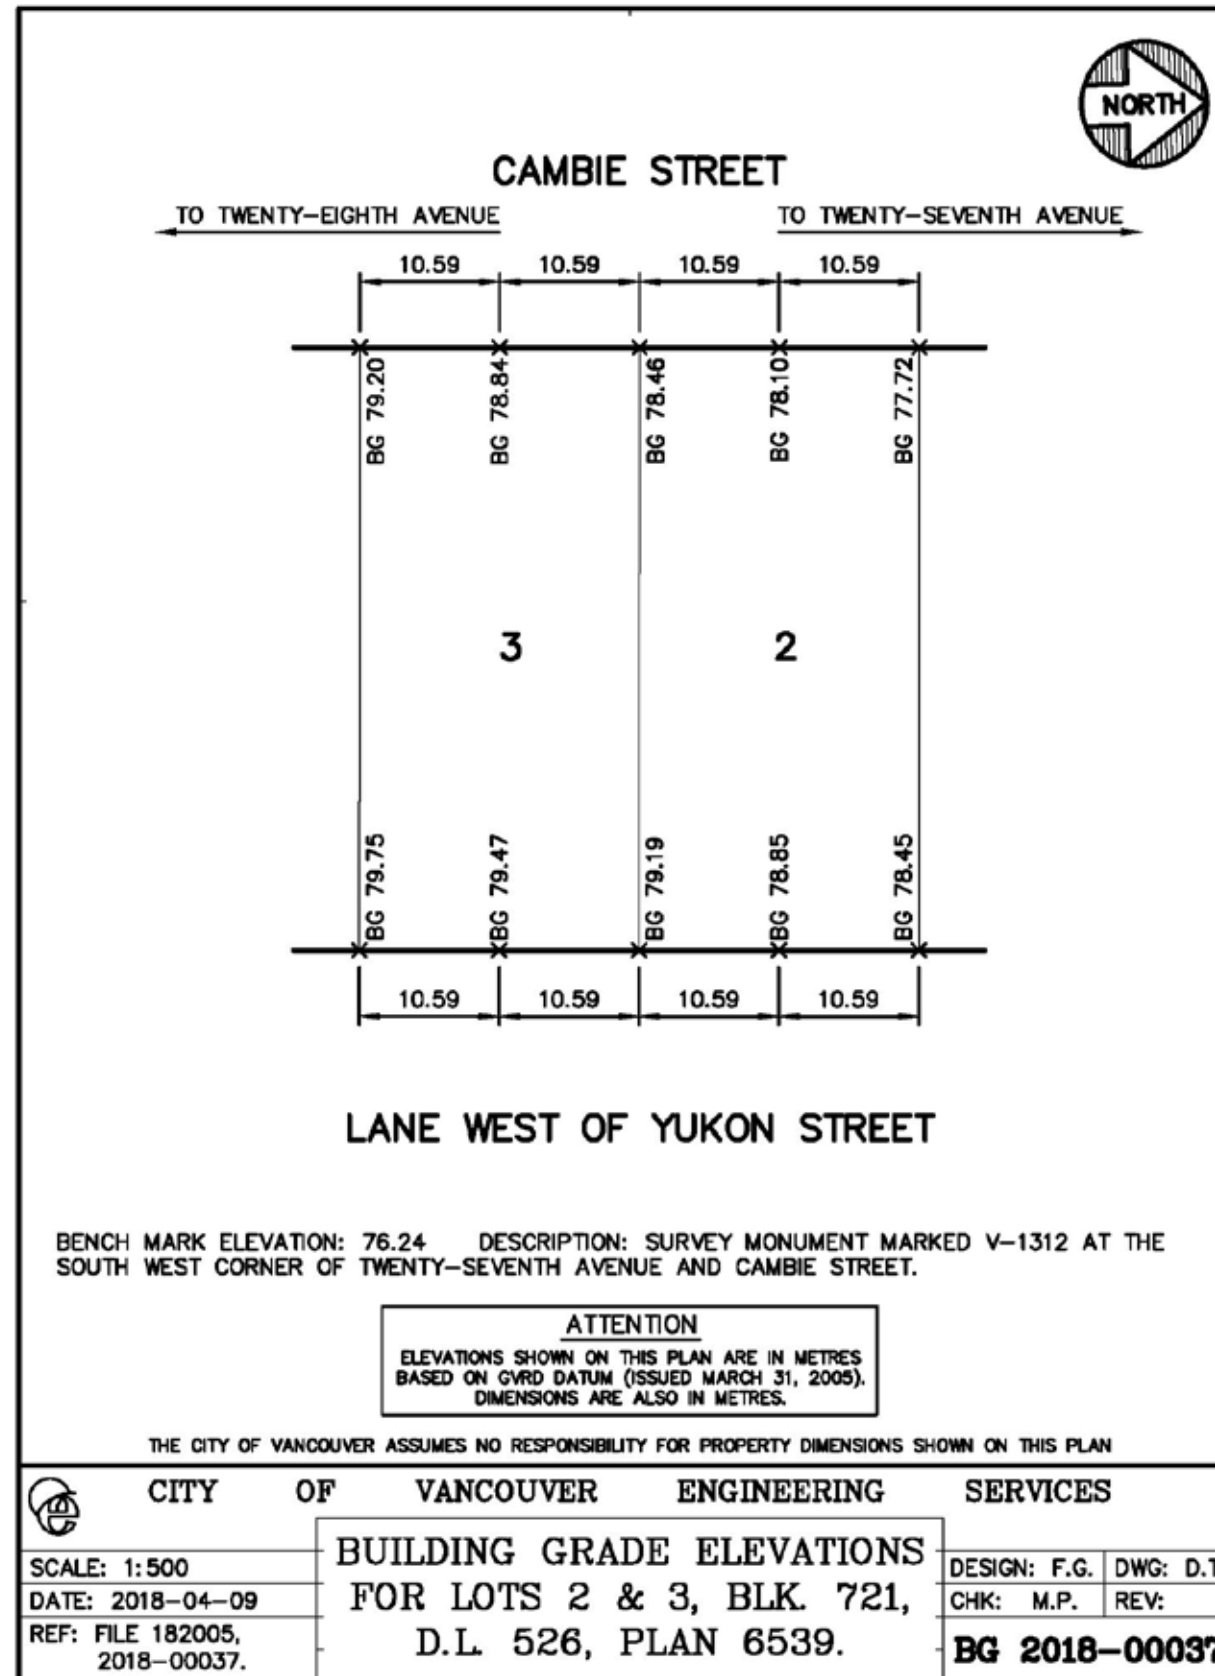 NORTH
CAMBIE STREET
TO TWENTY-EIGHTH AVENUE
TO TWENTY-SEVENTH AVENUE
10.59 10.59 10.59 10.59
BG 79.20
BG 78.84
BG 78.46
BG 78.10
BG 77.72
3
2
BG 79.75
BG 79.47
BG 79.19
BG 78.85
BG 78.45
10.59 10.59 10.59 10.59
LANE WEST OF YUKON STREET
BENCH MARK ELEVATION: 76.24 DESCRIPTION: SURVEY MONUMENT MARKED V-1312 AT THE
SOUTH WEST CORNER OF TWENTY-SEVENTH AVENUE AND CAMBIE STREET.
ATTENTION
ELEVATIONS SHOWN ON THIS PLAN ARE IN METRES
BASED ON GVRD DATUM (ISSUED MARCH 31, 2005).
DIMENSIONS ARE ALSO IN METRES.
THE CITY OF VANCOUVER ASSUMES NO RESPONSIBILITY FOR PROPERTY DIMENSIONS SHOWN ON THIS PLAN
CITY OF VANCOUVER ENGINEERING SERVICES
SCALE: 1:500
DATE: 2018-04-09
REF: FILE 182005,
2018-00037.
BUILDING GRADE ELEVATIONS
FOR LOTS 2 & 3, BLK. 721,
D.L. 526, PLAN 6539.
DESIGN: F.G. DWG: D.T
CHK: M.P. REV:
BG 2018-00037